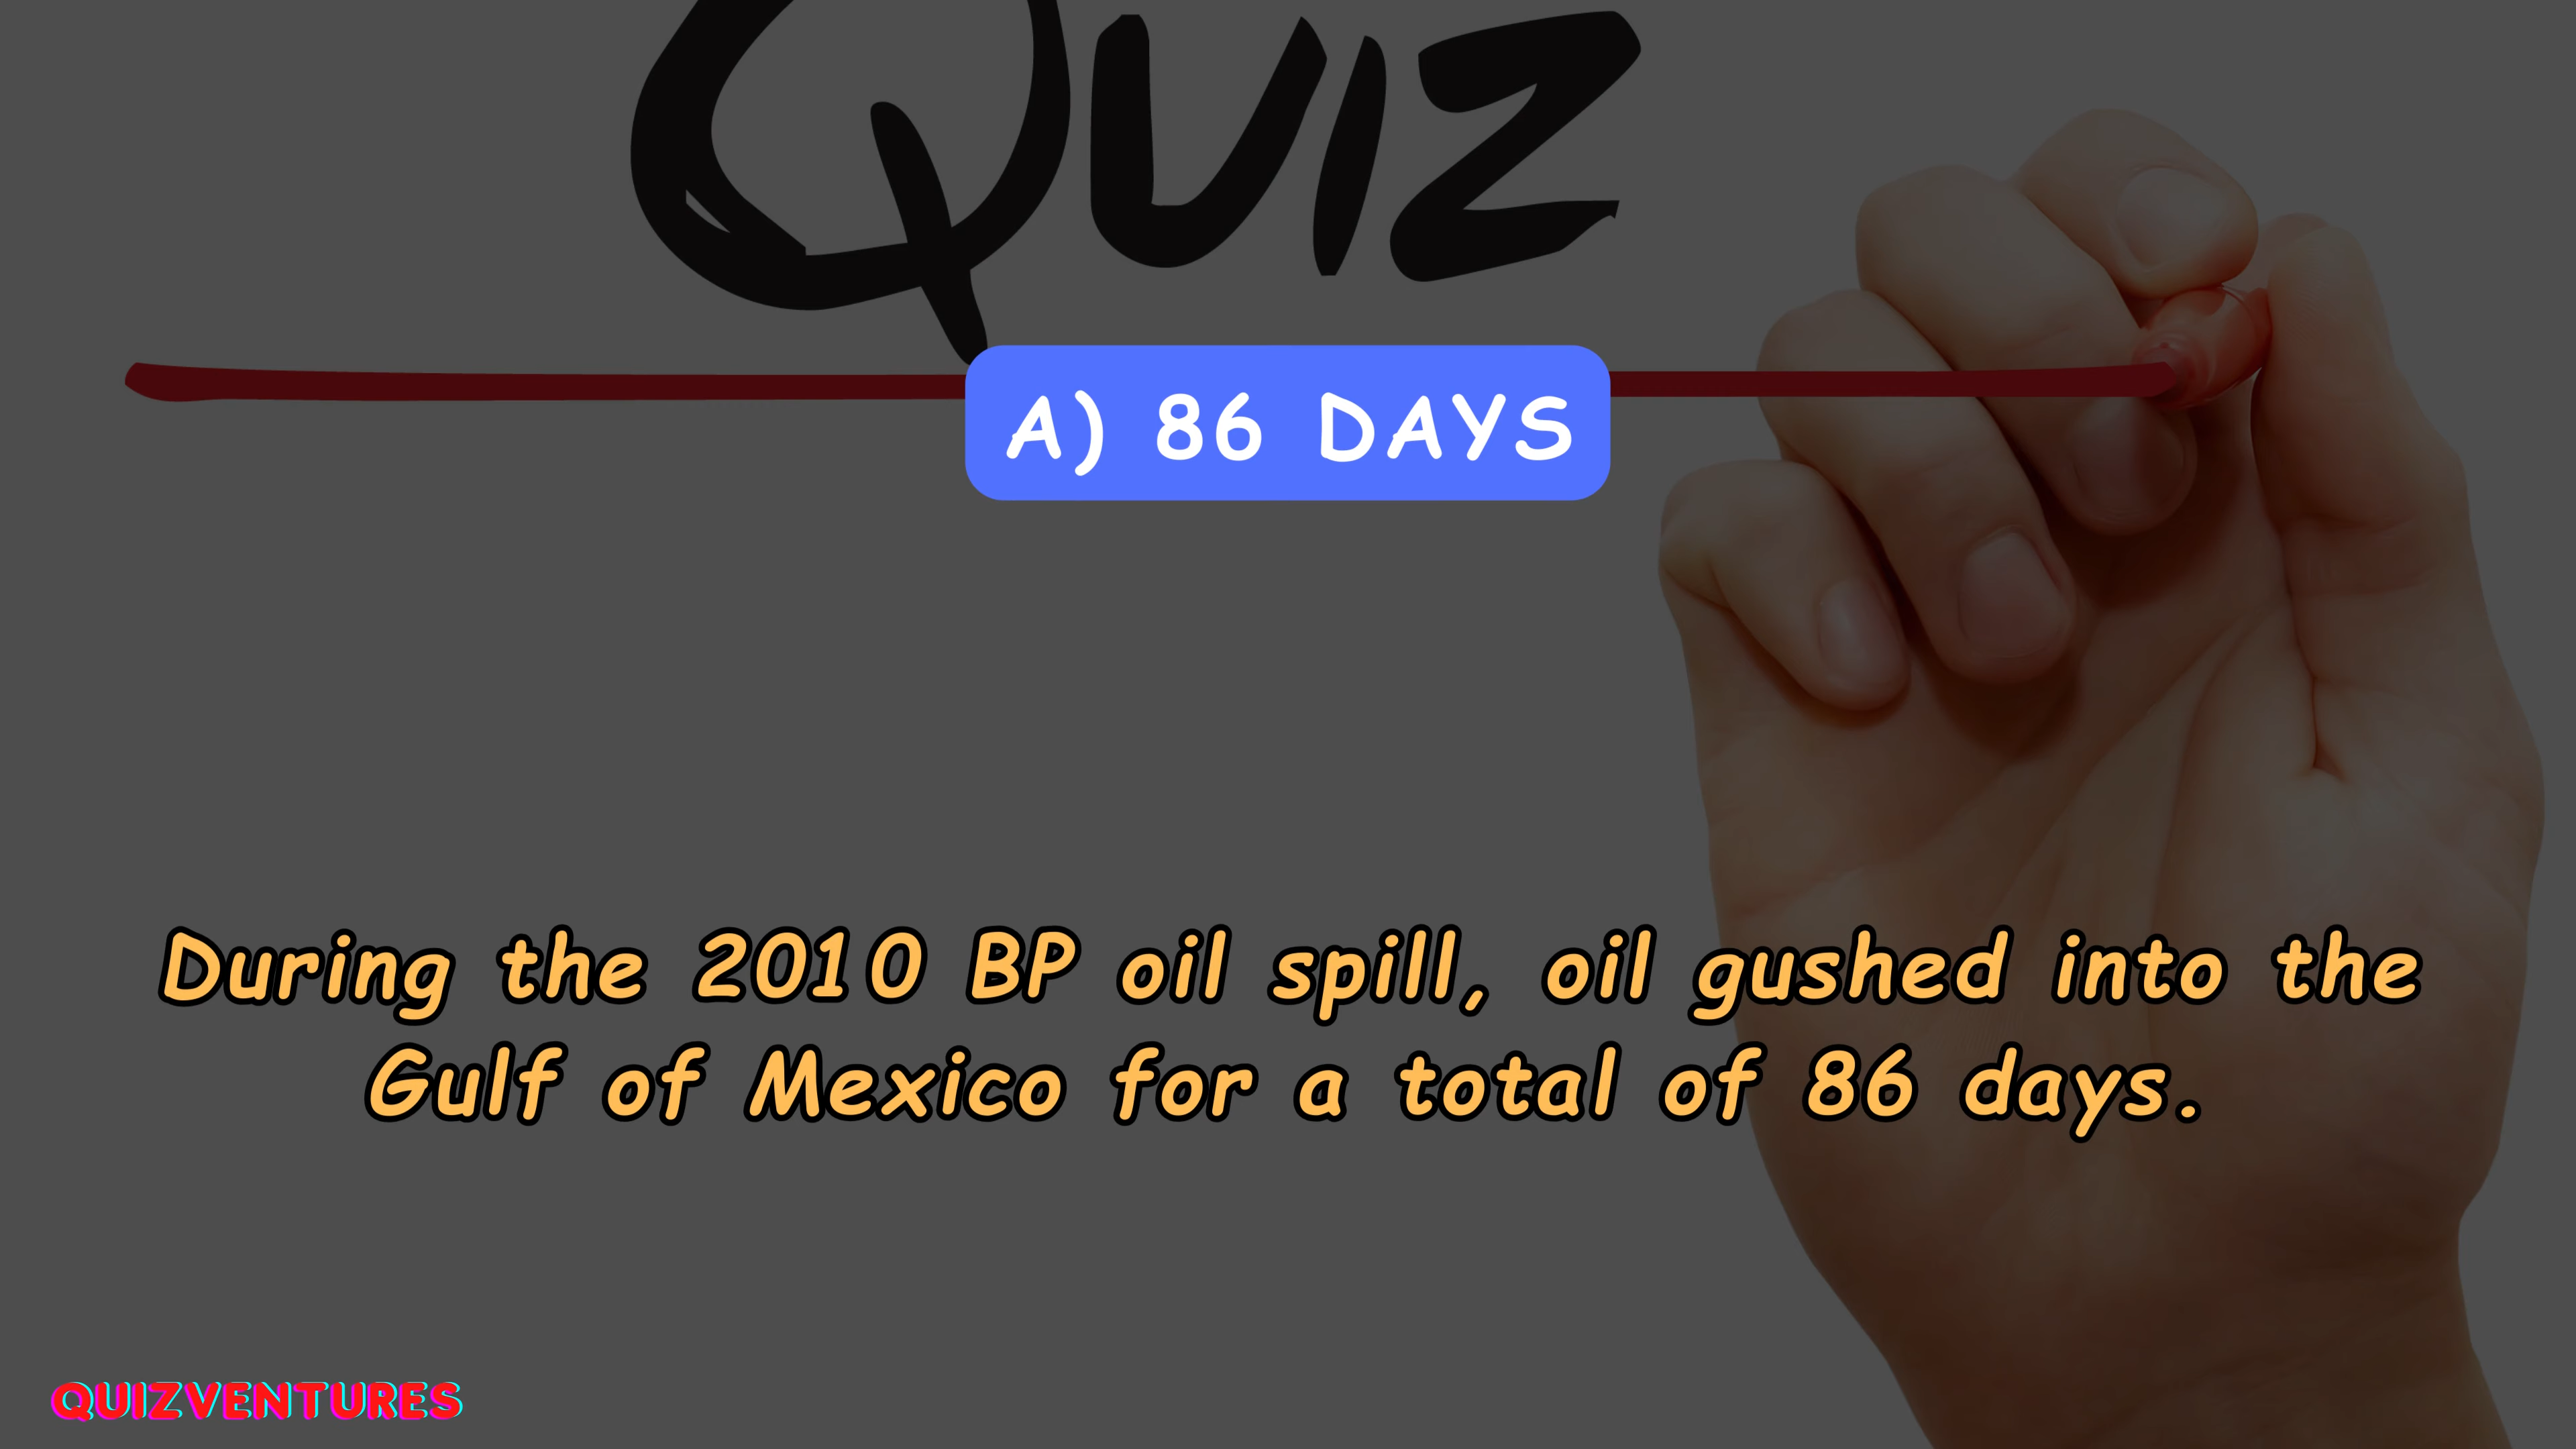 QUIZ
A) 86 DAYS
During the 2010 BP oil spill, oil gushed into the
Gulf of Mexico for a total of 86 days.
QUIZVENTURES